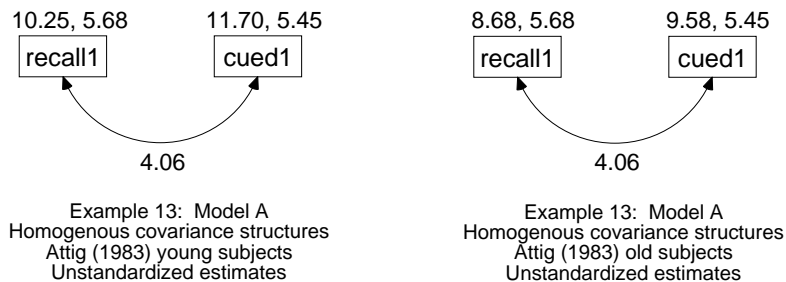 10.25, 5.68
11.70, 5.45
recall1
cued1
4.06
Example 13: Model A
Homogenous covariance structures
Attig (1983) young subjects
Unstandardized estimates
8.68, 5.68
9.58, 5.45
recall1
cued1
4.06
Example 13: Model A
Homogenous covariance structures
Attig (1983) old subjects
Unstandardized estimates